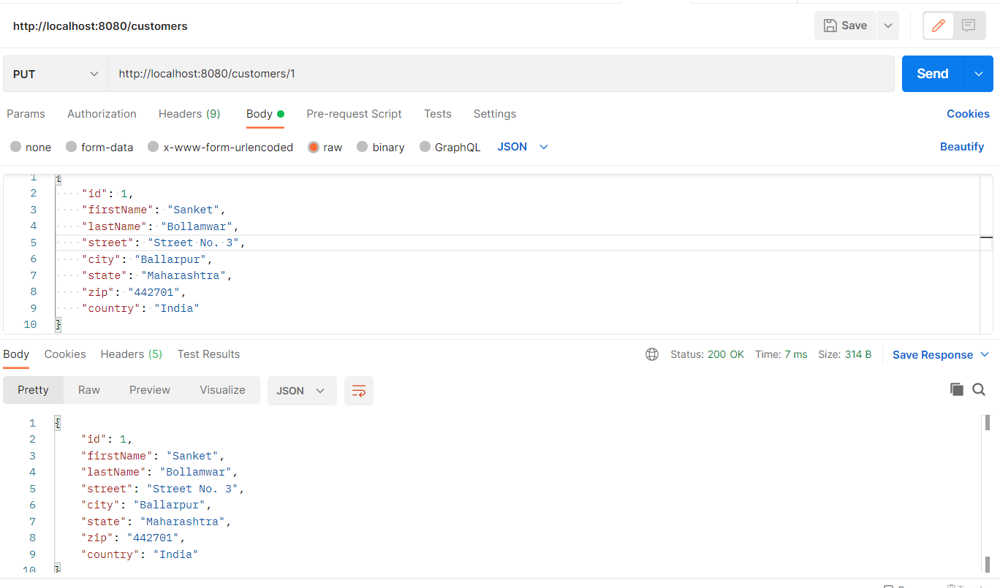 http://localhost:8080/customers
Save
PUT http://localhost:8080/customers/1 Send
Params Authorization Headers (9) Body Pre-request Script Tests Settings Cookies
none form-data x-www-form-urlencoded raw binary GraphQL JSON Beautify
1 {
2 ····"id":·1,
3 ····"firstName":·"Sanket",
4 ····"lastName":·"Bollamwar",
5 ····"street":·"Street·No.·3",
6 ····"city":·"Ballarpur",
7 ····"state":·"Maharashtra",
8 ····"zip":·"442701",
9 ····"country":·"India"
10 }
Body Cookies Headers (5) Test Results Status: 200 OK Time: 7 ms Size: 314 B Save Response
Pretty Raw Preview Visualize JSON
1 {
2 "id": 1,
3 "firstName": "Sanket",
4 "lastName": "Bollamwar",
5 "street": "Street No. 3",
6 "city": "Ballarpur",
7 "state": "Maharashtra",
8 "zip": "442701",
9 "country": "India"
10 }